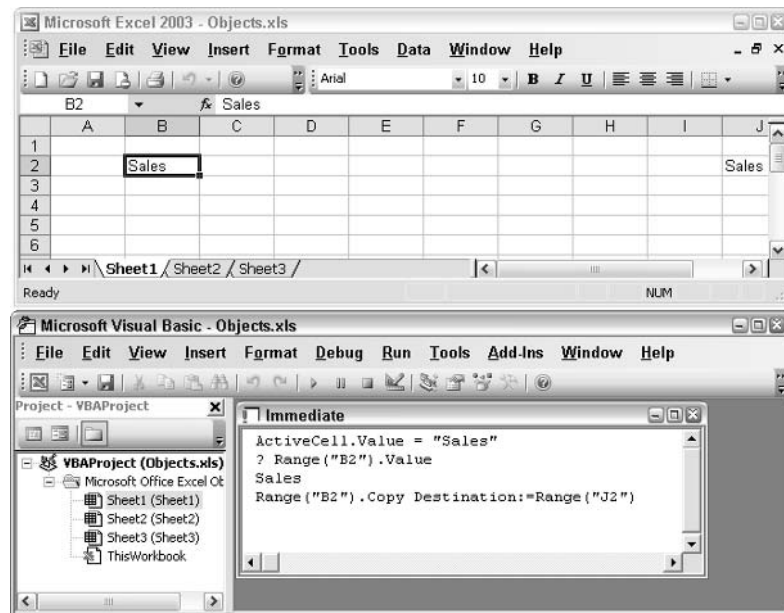 Microsoft Excel 2003 - Objects.xls
File Edit View Insert Format Tools Data Window Help
Arial 10 B I U
B2 fx Sales
A B C D E F G H I J
1
2 Sales Sales
3
4
5
6
Sheet1 Sheet2 Sheet3
Ready NUM
Microsoft Visual Basic - Objects.xls
File Edit View Insert Format Debug Run Tools Add-Ins Window Help
Project - VBAProject
VBAProject (Objects.xls)
Microsoft Office Excel Ob
Sheet1 (Sheet1)
Sheet2 (Sheet2)
Sheet3 (Sheet3)
ThisWorkbook
Immediate
ActiveCell.Value = "Sales"
? Range("B2").Value
Sales
Range("B2").Copy Destination:=Range("J2")